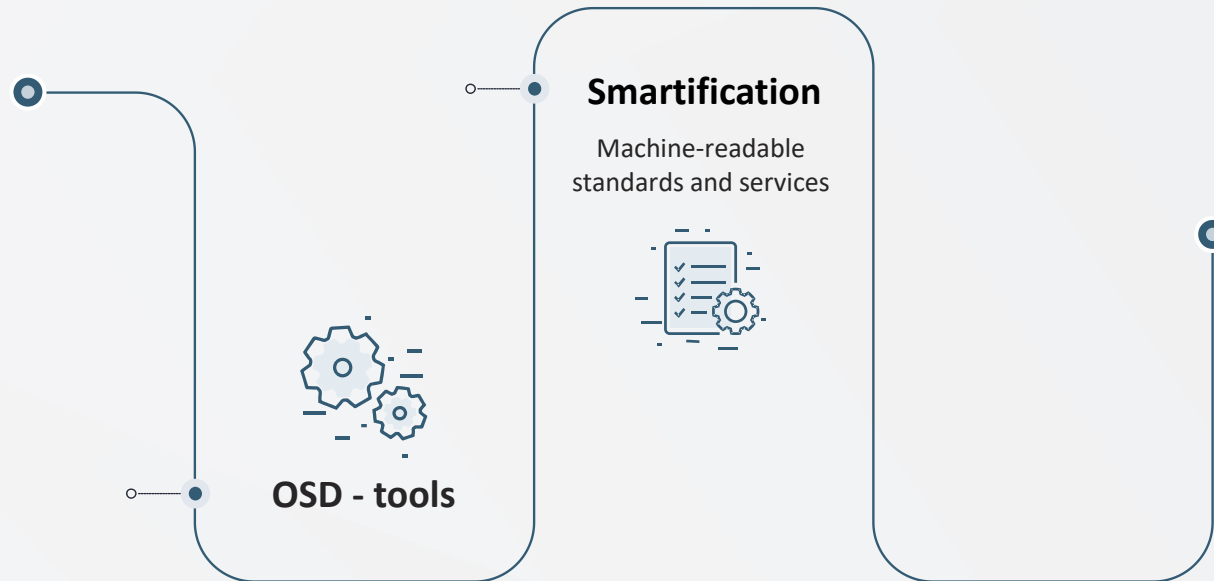 Smartification
Machine-readable
standards and services
OSD - tools